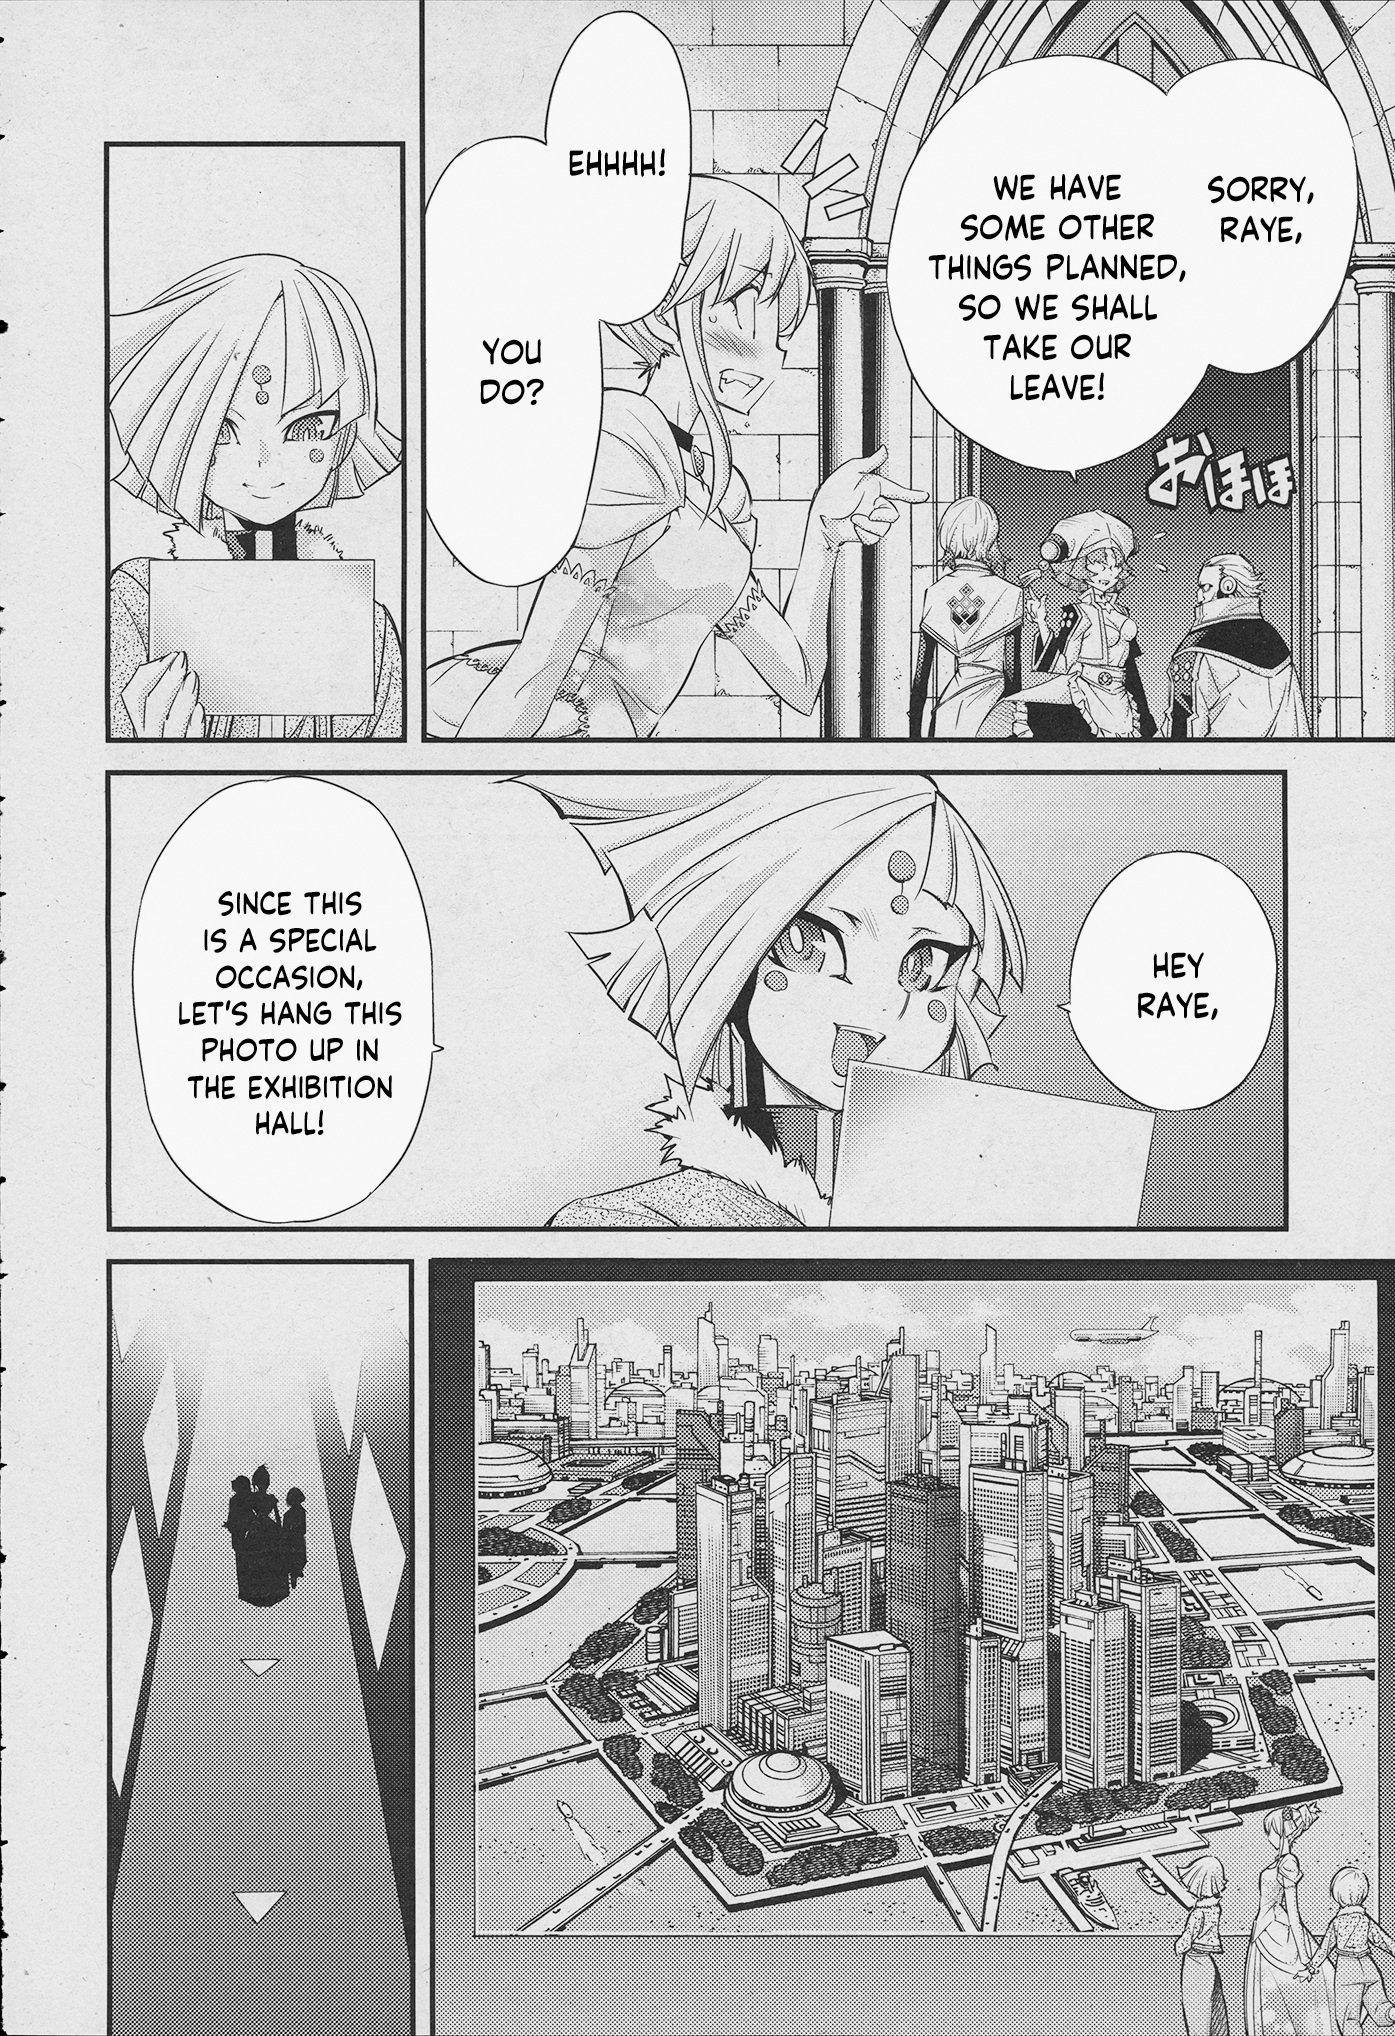 SORRY,
RAYE,
WE HAVE
SOME OTHER
THINGS PLANNED,
SO WE SHALL
TAKE OUR
LEAVE!
おほほほ
EHHHH!
YOU
DO?
HEY
RAYE,
SINCE THIS
IS A SPECIAL
OCCASION,
LET'S HANG THIS
PHOTO UP IN
THE EXHIBITION
HALL!